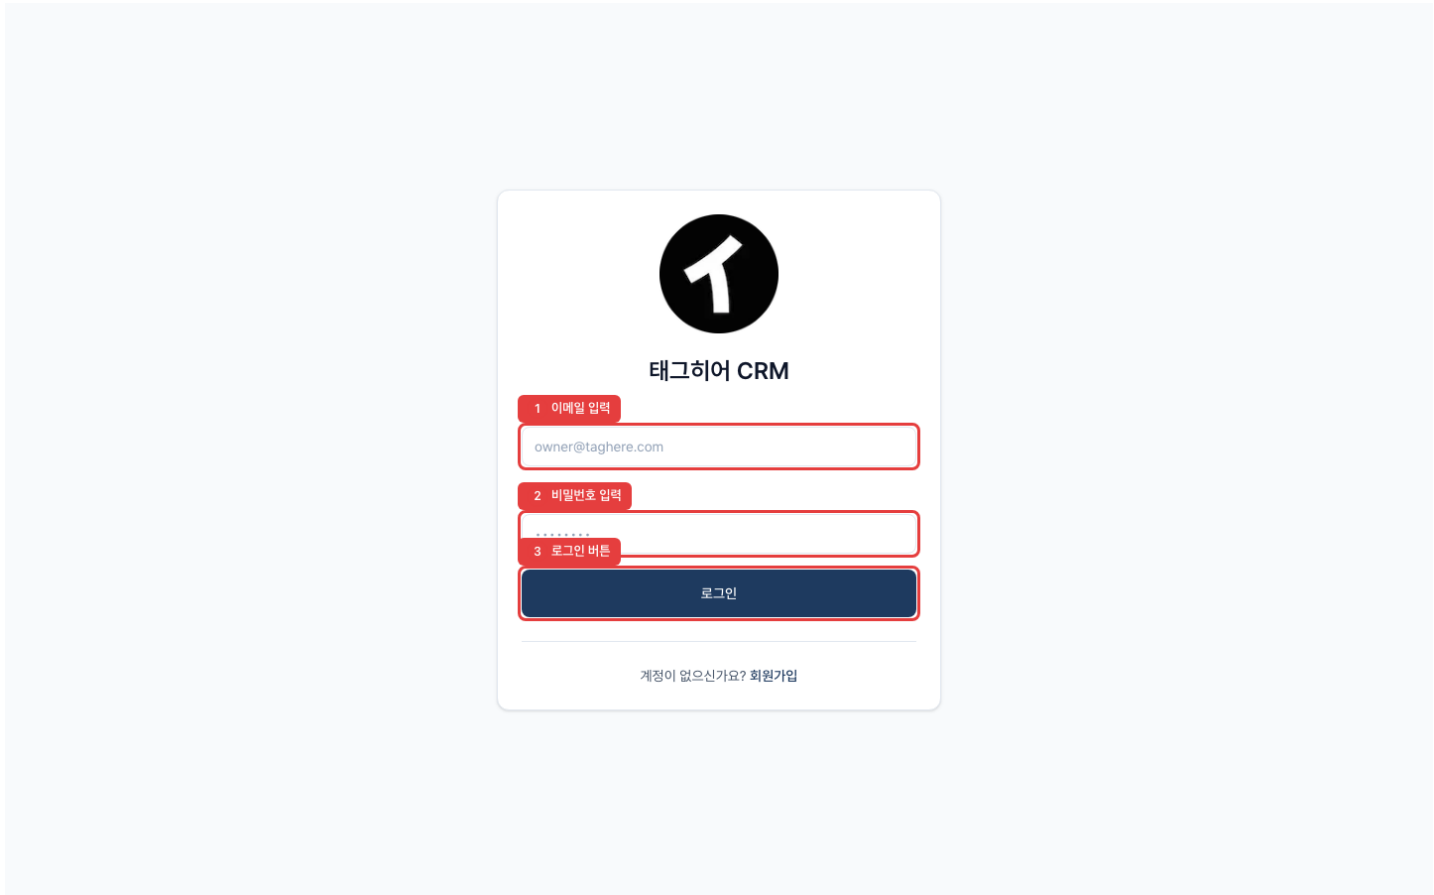 태그히어 CRM
1 이메일 입력
owner@taghere.com
2 비밀번호 입력
••••••••
3 로그인 버튼
로그인
계정이 없으신가요? 회원가입